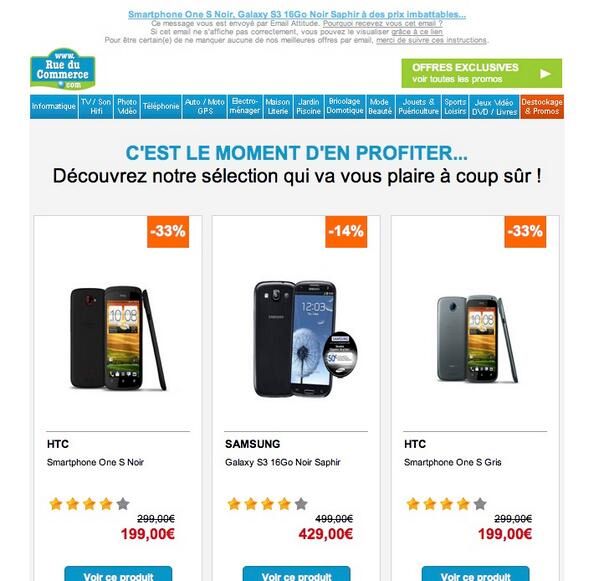 Smartphone One S Noir, Galaxy S3 16Go Noir Saphir à des prix imbattables...
Ce message vous est envoyé par Email Attitude. Pourquoi recevez vous cet email ?
Si cet email ne s'affiche pas correctement, vous pouvez le visualiser grâce à ce lien
Pour être certain(e) de ne manquer aucune de nos meilleures offres par email, merci de suivre ces instructions.
www.
Rue du
Commerce
.com
OFFRES EXCLUSIVES
voir toutes les promos
Informatique
TV / Son
Hifi
Photo
Vidéo
Téléphonie
Auto / Moto
GPS
Electro-
ménager
Maison
Literie
Jardin
Piscine
Bricolage
Domotique
Mode
Beauté
Jouets &
Puériculture
Sports
Loisirs
Jeux Vidéo
DVD / Livres
Destockage
& Promos
C'EST LE MOMENT D'EN PROFITER...
Découvrez notre sélection qui va vous plaire à coup sûr !
-33%
HTC
Smartphone One S Noir
299,00€
199,00€
Voir ce produit
-14%
12:03
SAMSUNG
SAMSUNG
50€
SAMSUNG
Galaxy S3 16Go Noir Saphir
499,00€
429,00€
Voir ce produit
-33%
HTC
Smartphone One S Gris
299,00€
199,00€
Voir ce produit